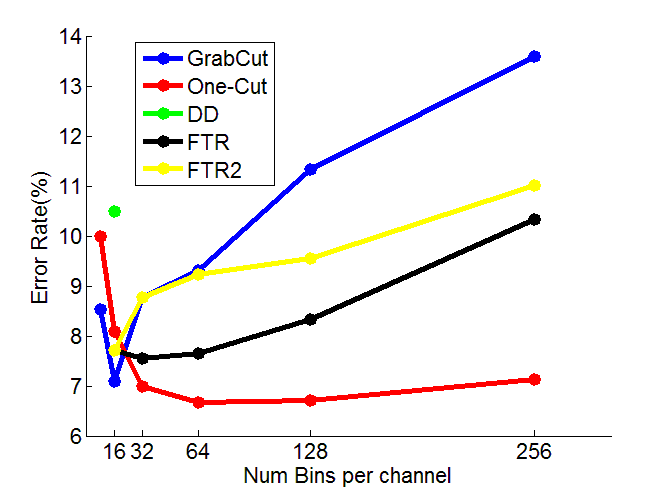 14
13
12
11
10
9
8
7
6
Error Rate(%)
GrabCut
One-Cut
DD
FTR
FTR2
16 32 64 128 256
Num Bins per channel